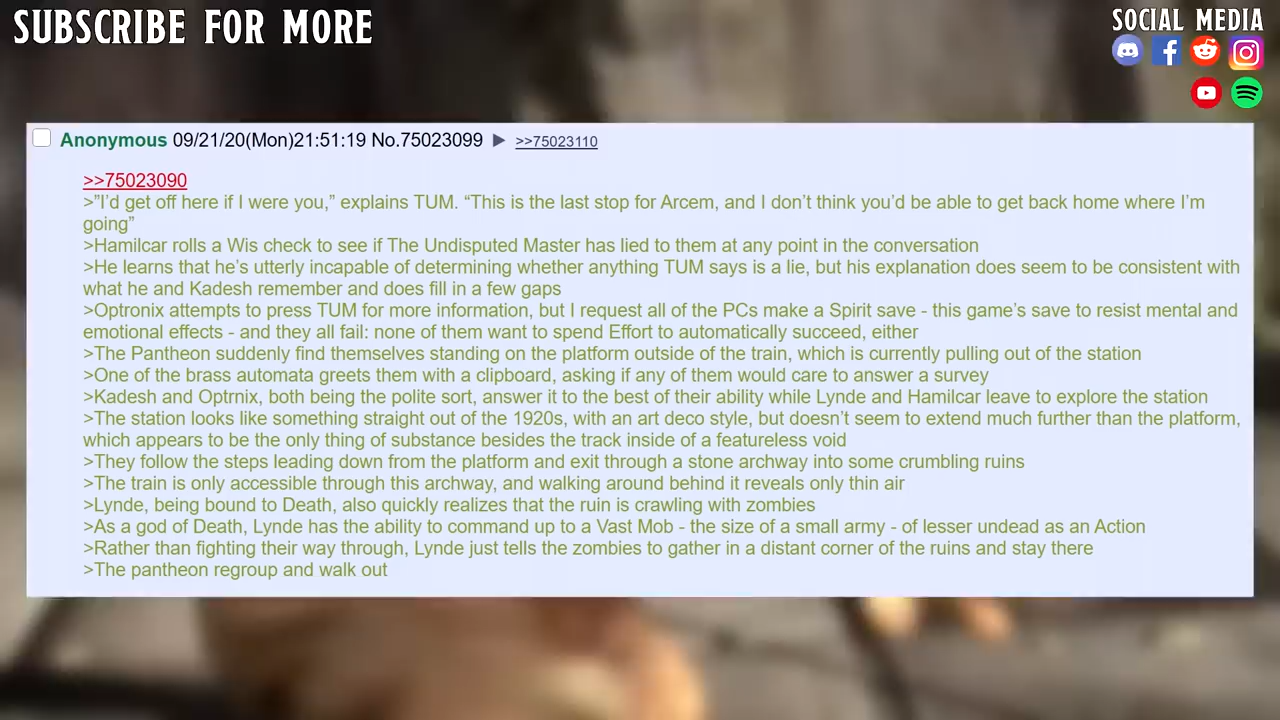 SUBSCRIBE FOR MORE
SOCIAL MEDIA
Anonymous 09/21/20(Mon)21:51:19 No.75023099 ▶ >>75023110
>>75023090
>”I’d get off here if I were you,” explains TUM. “This is the last stop for Arcem, and I don’t think you’d be able to get back home where I’m
going”
>Hamilcar rolls a Wis check to see if The Undisputed Master has lied to them at any point in the conversation
>He learns that he’s utterly incapable of determining whether anything TUM says is a lie, but his explanation does seem to be consistent with
what he and Kadesh remember and does fill in a few gaps
>Optronix attempts to press TUM for more information, but I request all of the PCs make a Spirit save - this game’s save to resist mental and
emotional effects - and they all fail: none of them want to spend Effort to automatically succeed, either
>The Pantheon suddenly find themselves standing on the platform outside of the train, which is currently pulling out of the station
>One of the brass automata greets them with a clipboard, asking if any of them would care to answer a survey
>Kadesh and Optrnix, both being the polite sort, answer it to the best of their ability while Lynde and Hamilcar leave to explore the station
>The station looks like something straight out of the 1920s, with an art deco style, but doesn’t seem to extend much further than the platform,
which appears to be the only thing of substance besides the track inside of a featureless void
>They follow the steps leading down from the platform and exit through a stone archway into some crumbling ruins
>The train is only accessible through this archway, and walking around behind it reveals only thin air
>Lynde, being bound to Death, also quickly realizes that the ruin is crawling with zombies
>As a god of Death, Lynde has the ability to command up to a Vast Mob - the size of a small army - of lesser undead as an Action
>Rather than fighting their way through, Lynde just tells the zombies to gather in a distant corner of the ruins and stay there
>The pantheon regroup and walk out